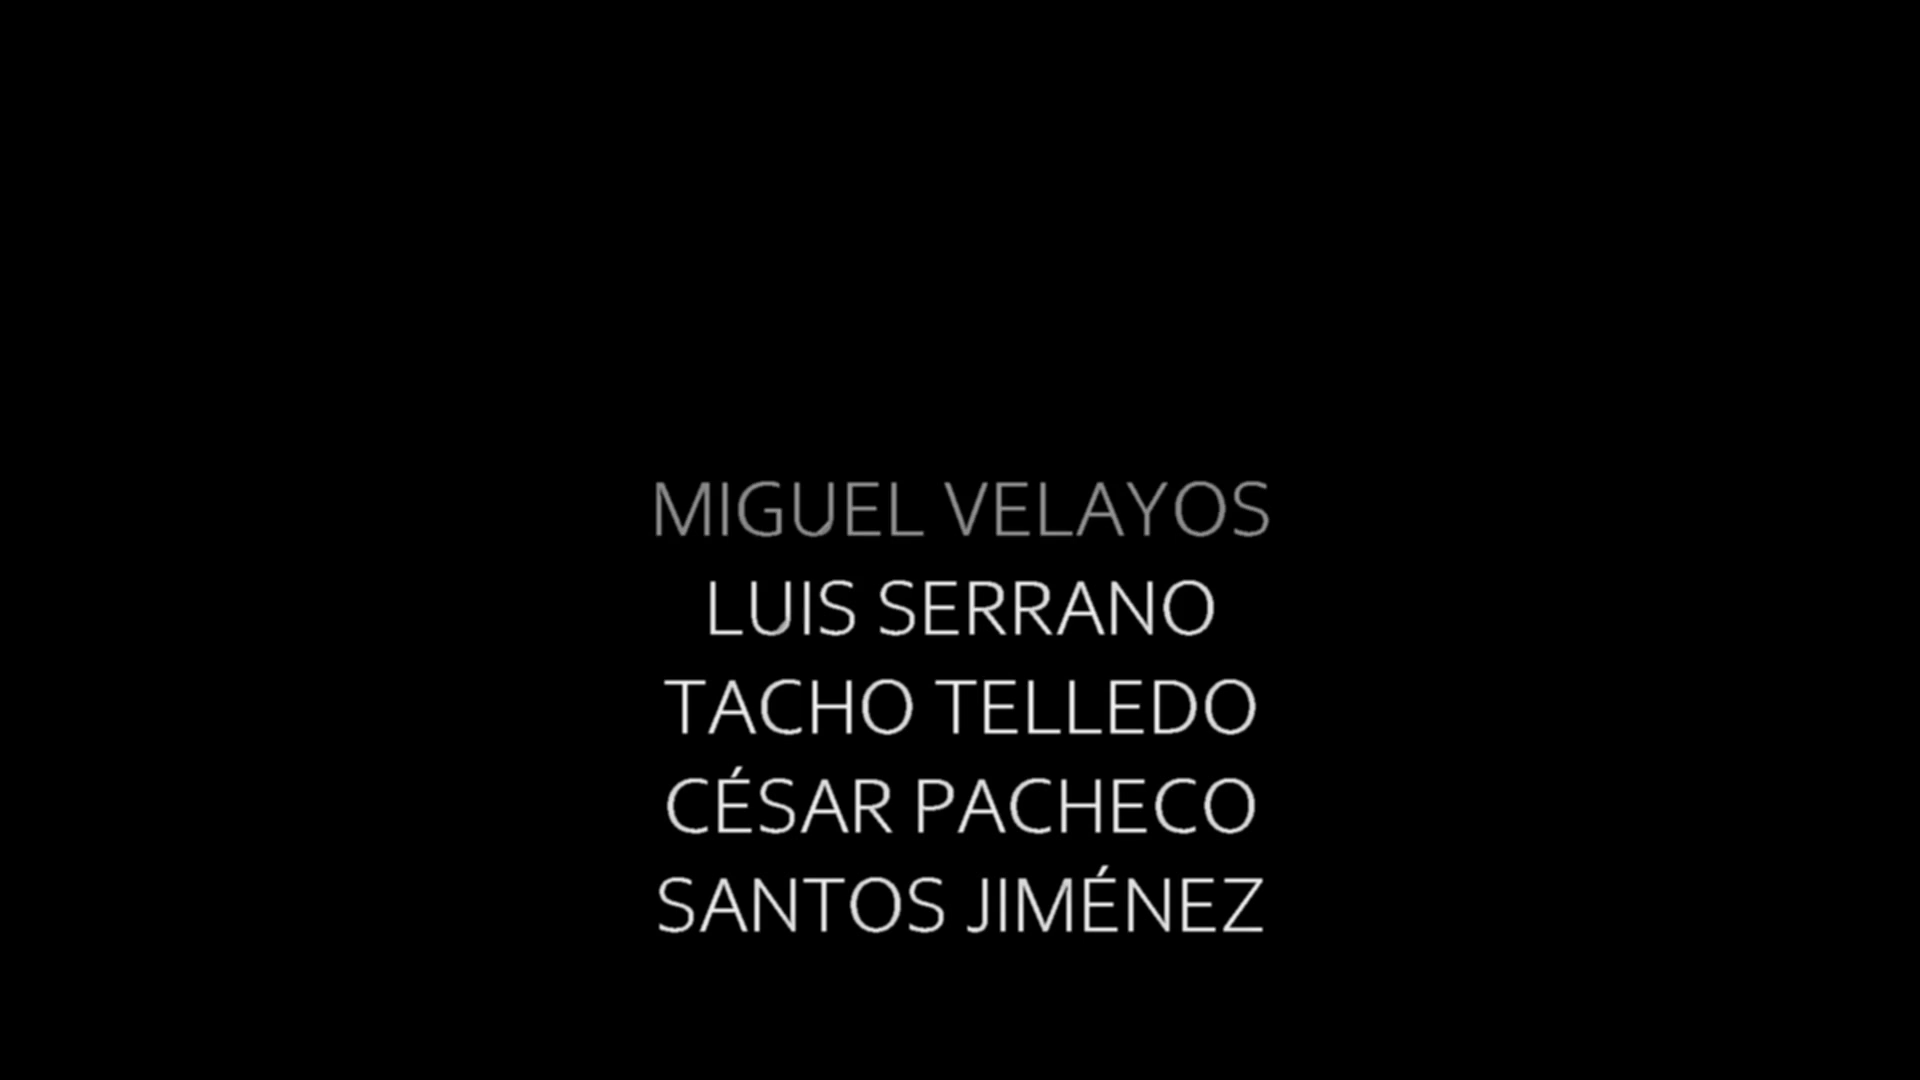 MIGUEL VELAYOS
LUIS SERRANO
TACHO TELLEDO
CÉSAR PACHECO
SANTOS JIMÉNEZ